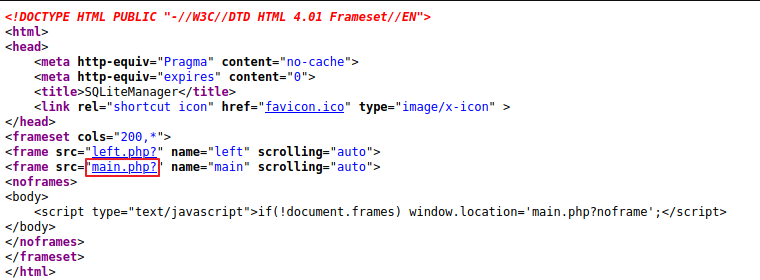 <!DOCTYPE HTML PUBLIC "-//W3C//DTD HTML 4.01 Frameset//EN">
<html>
<head>
    <meta http-equiv="Pragma" content="no-cache">
    <meta http-equiv="expires" content="0">
    <title>SQLiteManager</title>
    <link rel="shortcut icon" href="favicon.ico" type="image/x-icon" >
</head>
<frameset cols="200,*">
<frame src="left.php?" name="left" scrolling="auto">
<frame src="main.php?" name="main" scrolling="auto">
<noframes>
<body>
    <script type="text/javascript">if(!document.frames) window.location='main.php?noframe';</script>
</body>
</noframes>
</frameset>
</html>